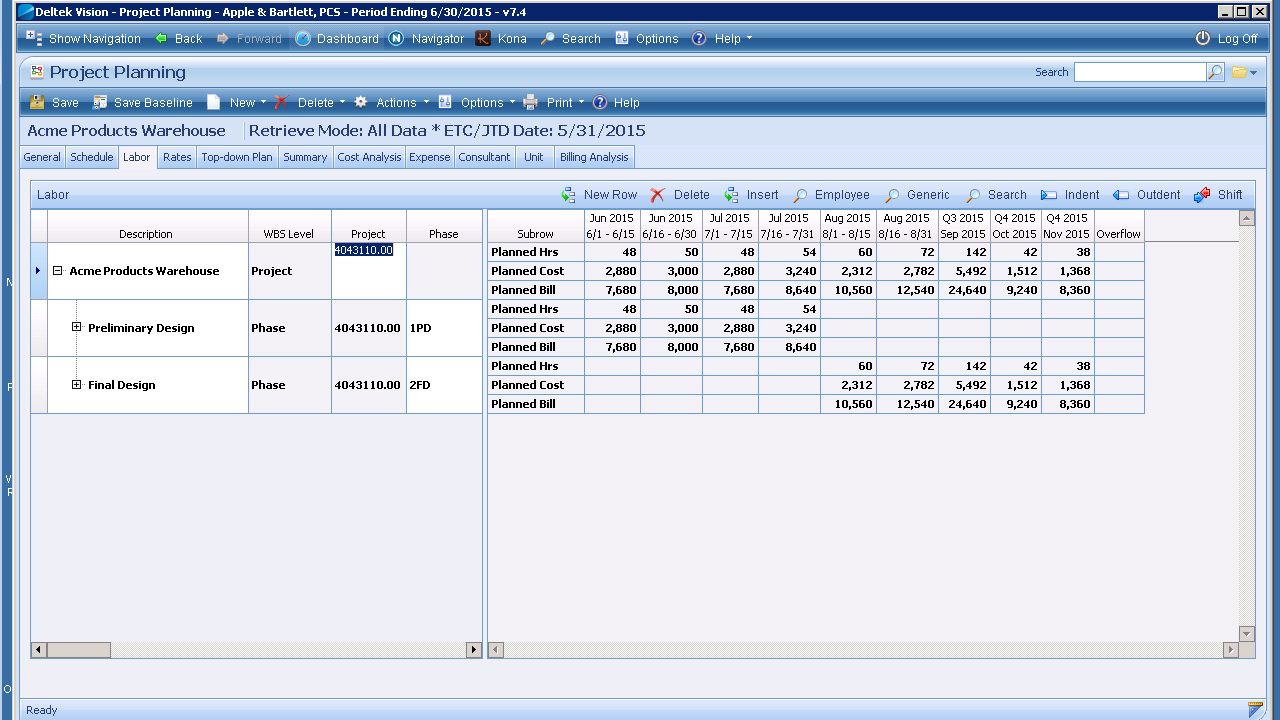 Deltek Vision - Project Planning - Apple & Bartlett, PCS - Period Ending 6/30/2015 - v7.4
Show Navigation Back Forward Dashboard Navigator Kona Search Options Help Log Off
Project Planning Search
Save Save Baseline New Delete Actions Options Print Help
Acme Products Warehouse Retrieve Mode: All Data * ETC/JTD Date: 5/31/2015
General Schedule Labor Rates Top-down Plan Summary Cost Analysis Expense Consultant Unit Billing Analysis
Labor New Row Delete Insert Employee Generic Search Indent Outdent Shift
Jun 2015 Jun 2015 Jul 2015 Jul 2015 Aug 2015 Aug 2015 Q3 2015 Q4 2015 Q4 2015
Description WBS Level Project Phase Subrow 6/1 - 6/15 6/16 - 6/30 7/1 - 7/15 7/16 - 7/31 8/1 - 8/15 8/16 - 8/31 Sep 2015 Oct 2015 Nov 2015 Overflow
4043110.00 Planned Hrs 48 50 48 54 60 72 142 42 38
Acme Products Warehouse Project Planned Cost 2,880 3,000 2,880 3,240 2,312 2,782 5,492 1,512 1,368
Planned Bill 7,680 8,000 7,680 8,640 10,560 12,540 24,640 9,240 8,360
Planned Hrs 48 50 48 54
Preliminary Design Phase 4043110.00 1PD Planned Cost 2,880 3,000 2,880 3,240
Planned Bill 7,680 8,000 7,680 8,640
Planned Hrs 60 72 142 42 38
Final Design Phase 4043110.00 2FD Planned Cost 2,312 2,782 5,492 1,512 1,368
Planned Bill 10,560 12,540 24,640 9,240 8,360
Ready